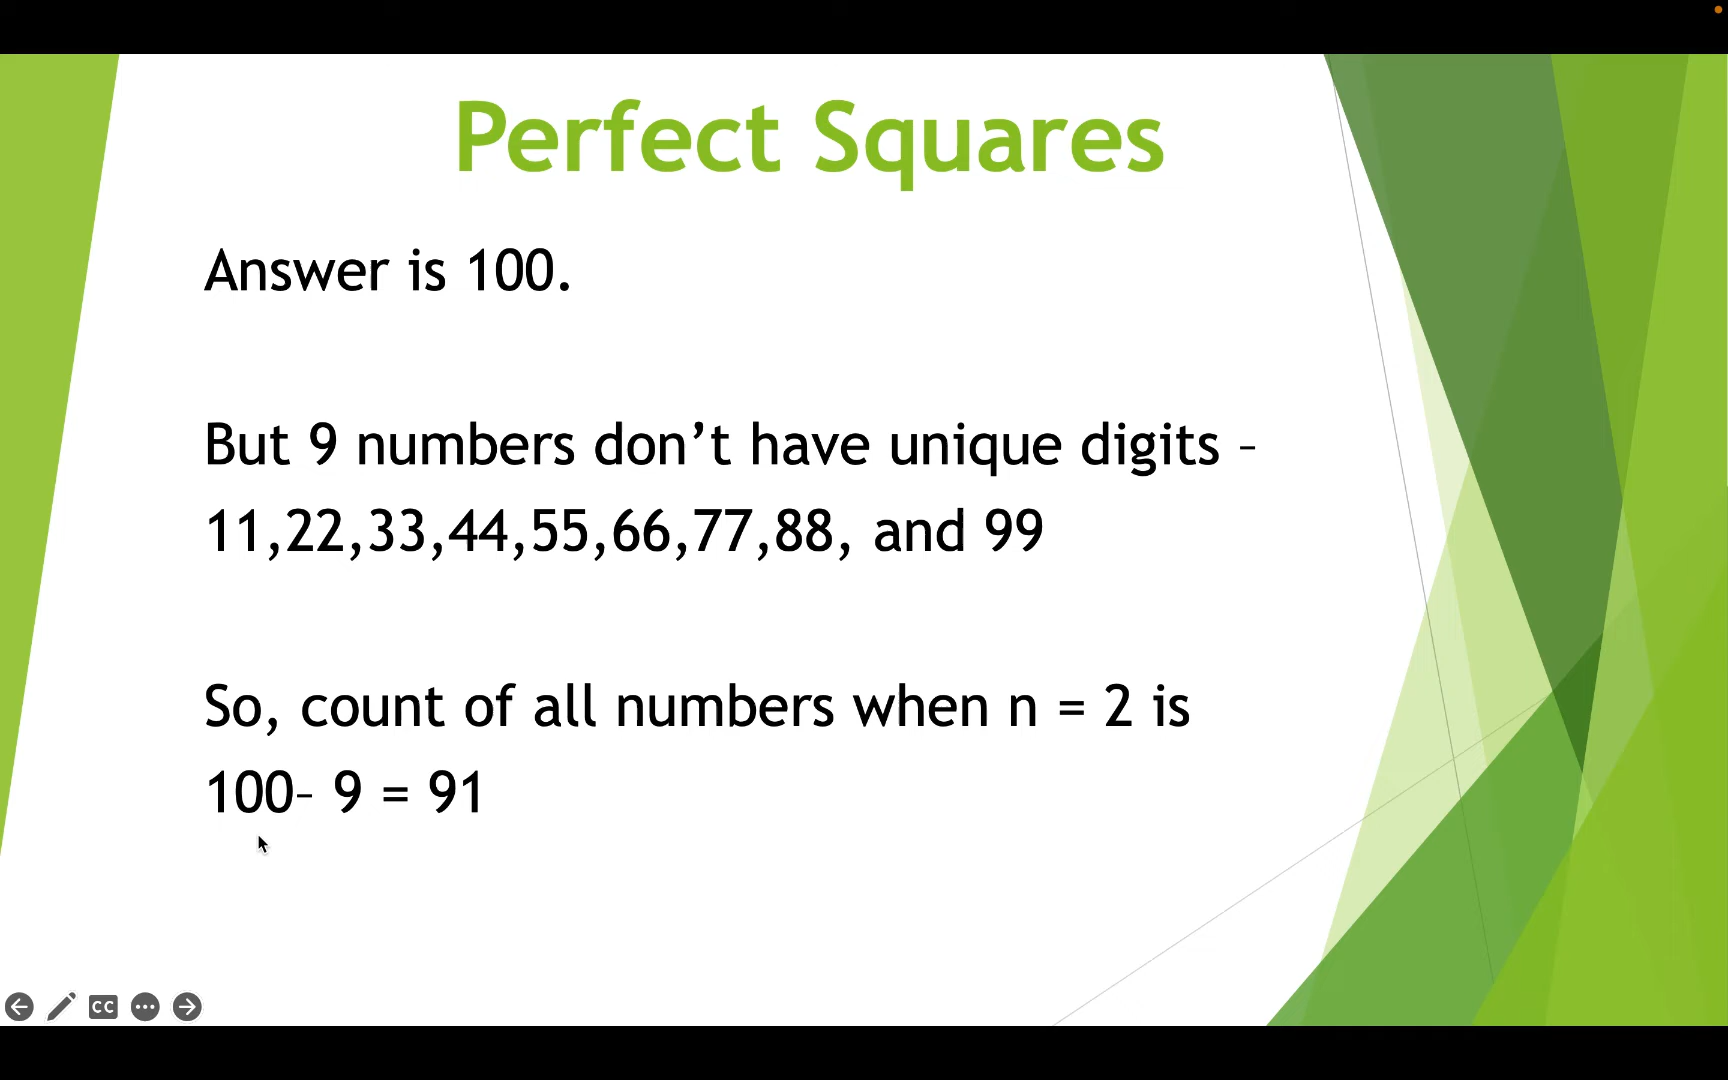 Perfect Squares
Answer is 100.
But 9 numbers don’t have unique digits –
11,22,33,44,55,66,77,88, and 99
So, count of all numbers when n = 2 is
100– 9 = 91
CC